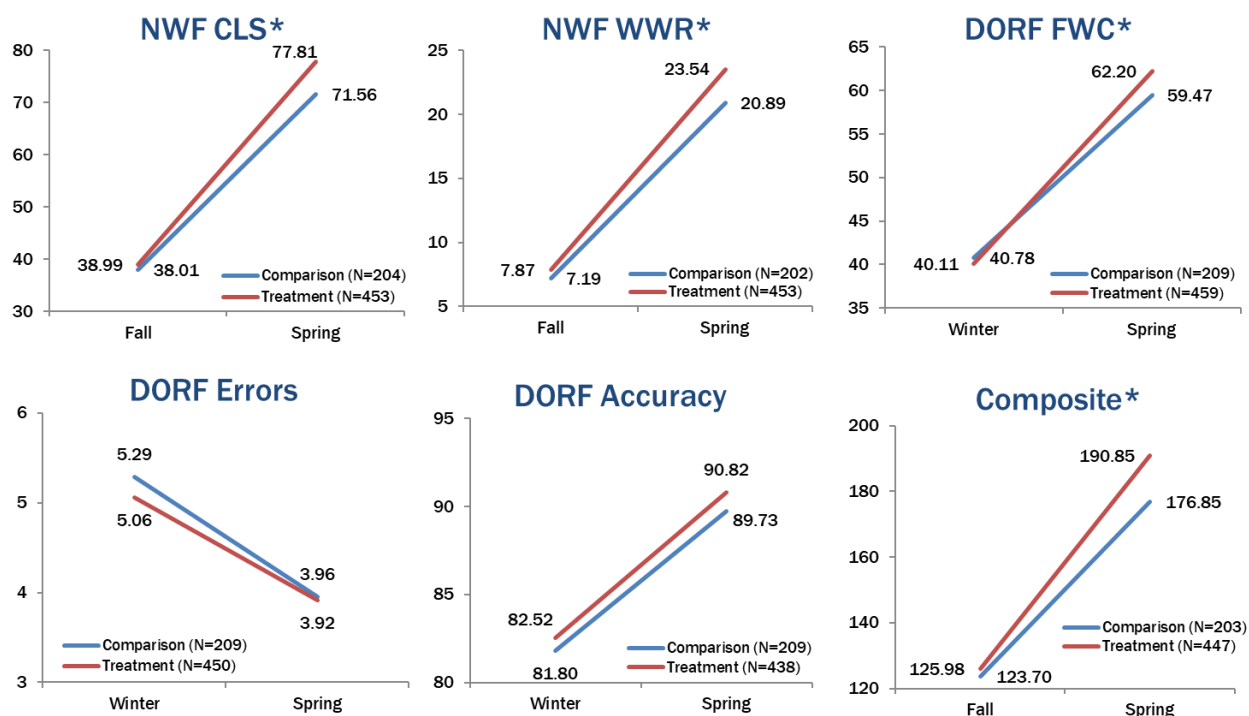 NWF CLS*
80
70
60
50
40
30
77.81
71.56
38.99
38.01
Comparison (N=204)
Treatment (N=453)
Fall
Spring
NWF WWR*
25
20
15
10
5
23.54
20.89
7.87
7.19
Comparison (N=202)
Treatment (N=453)
Fall
Spring
DORF FWC*
65
60
55
50
45
40
35
62.20
59.47
40.11
40.78
Comparison (N=209)
Treatment (N=459)
Winter
Spring
DORF Errors
6
5
4
3
5.29
5.06
3.96
3.92
Comparison (N=209)
Treatment (N=450)
Winter
Spring
DORF Accuracy
95
90
85
80
90.82
89.73
82.52
81.80
Comparison (N=209)
Treatment (N=438)
Winter
Spring
Composite*
200
180
160
140
120
190.85
176.85
125.98
123.70
Comparison (N=203)
Treatment (N=447)
Fall
Spring